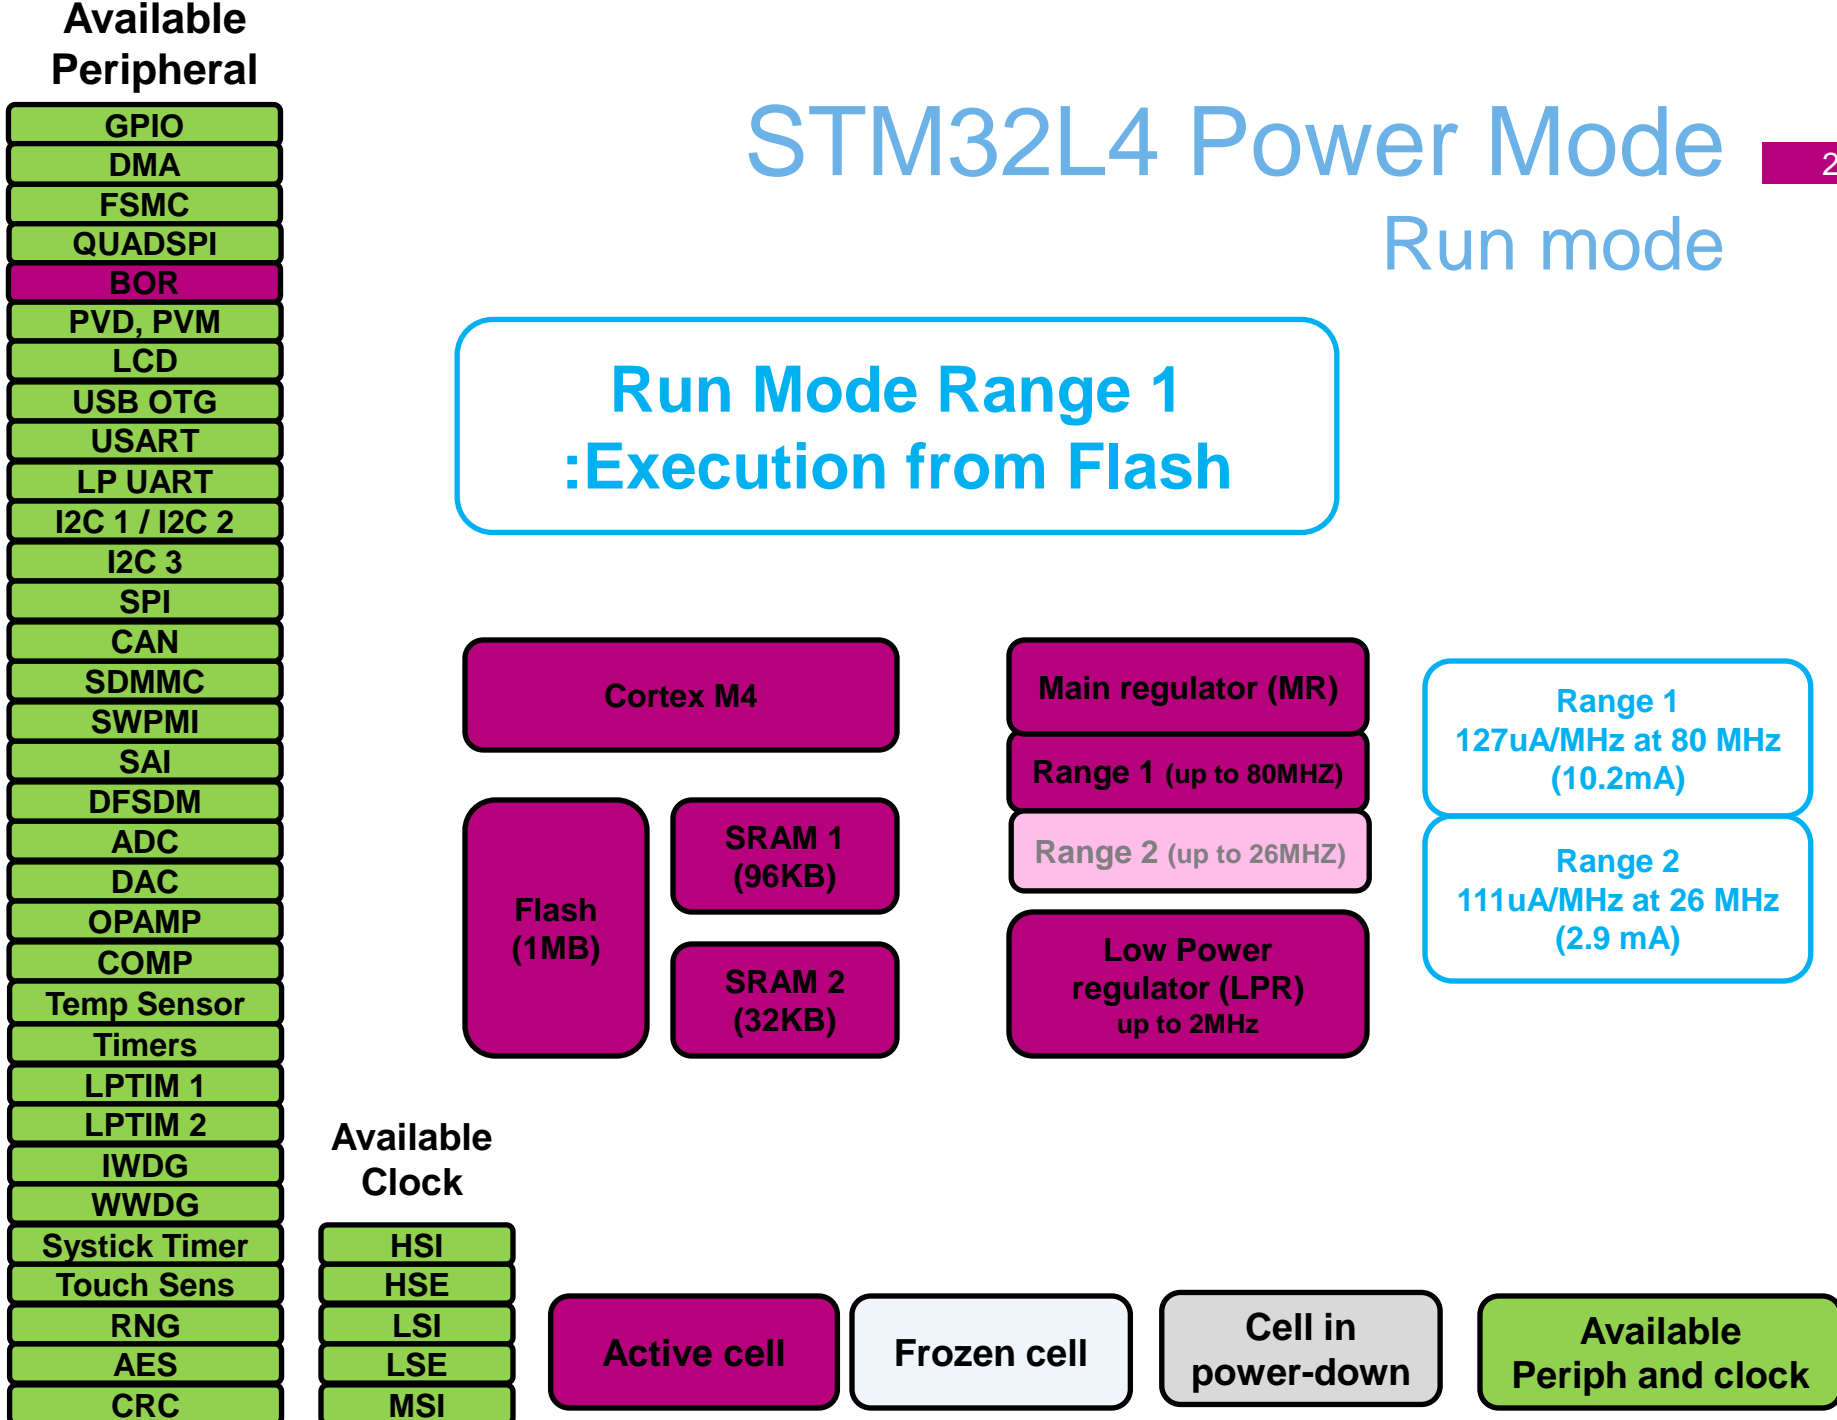 Available
Peripheral
GPIO
DMA
FSMC
QUADSPI
BOR
PVD, PVM
LCD
USB OTG
USART
LP UART
I2C 1 / I2C 2
I2C 3
SPI
CAN
SDMMC
SWPMI
SAI
DFSDM
ADC
DAC
OPAMP
COMP
Temp Sensor
Timers
LPTIM 1
LPTIM 2
IWDG
WWDG
Systick Timer
Touch Sens
RNG
AES
CRC
STM32L4 Power Mode
2
Run mode
Run Mode Range 1
:Execution from Flash
Cortex M4
Flash
(1MB)
SRAM 1
(96KB)
SRAM 2
(32KB)
Main regulator (MR)
Range 1 (up to 80MHZ)
Range 2 (up to 26MHZ)
Low Power
regulator (LPR)
up to 2MHz
Range 1
127uA/MHz at 80 MHz
(10.2mA)
Range 2
111uA/MHz at 26 MHz
(2.9 mA)
Available
Clock
HSI
HSE
LSI
LSE
MSI
Active cell
Frozen cell
Cell in
power-down
Available
Periph and clock